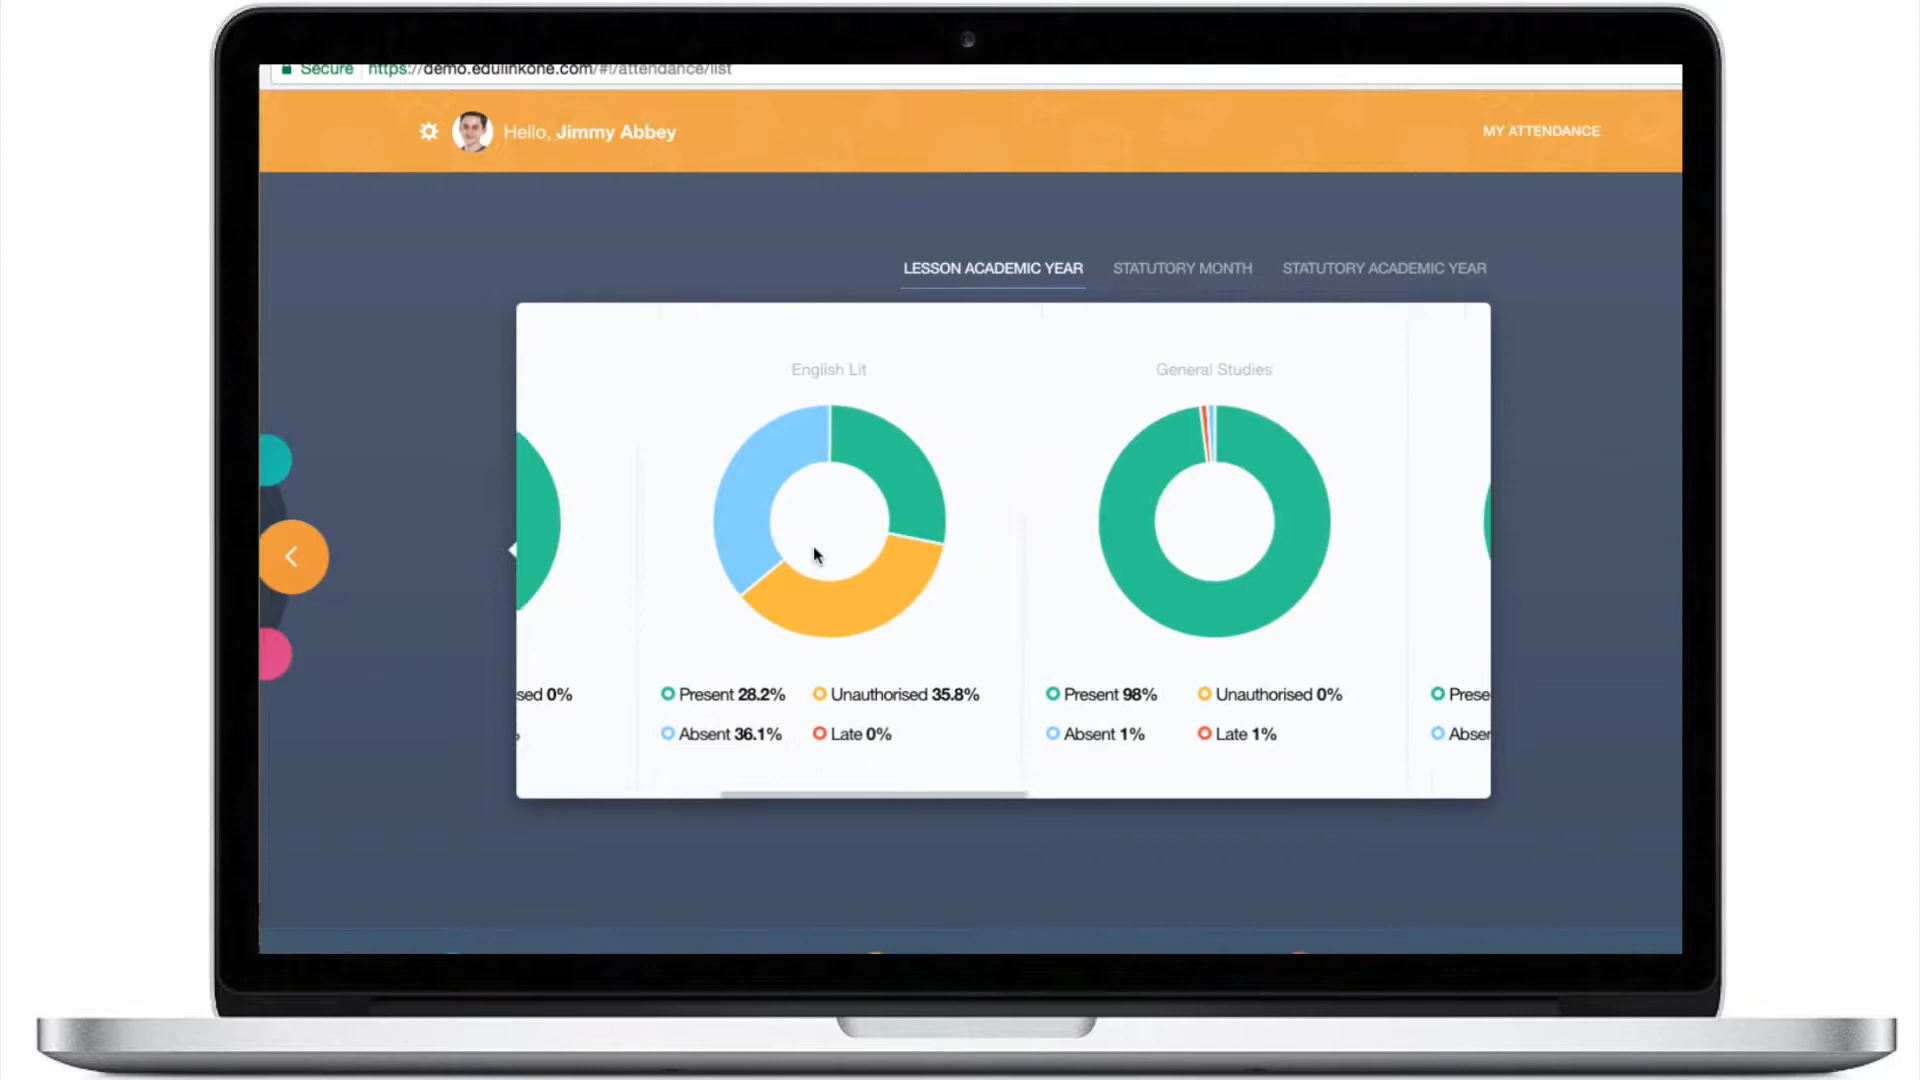 Secure https://demo.edulinkone.com/#!/attendance/list
Hello, Jimmy Abbey
MY ATTENDANCE
LESSON ACADEMIC YEAR STATUTORY MONTH STATUTORY ACADEMIC YEAR
English Lit General Studies
sed 0% Present 28.2% Unauthorised 35.8% Present 98% Unauthorised 0% Prese
Absent 36.1% Late 0% Absent 1% Late 1% Abser